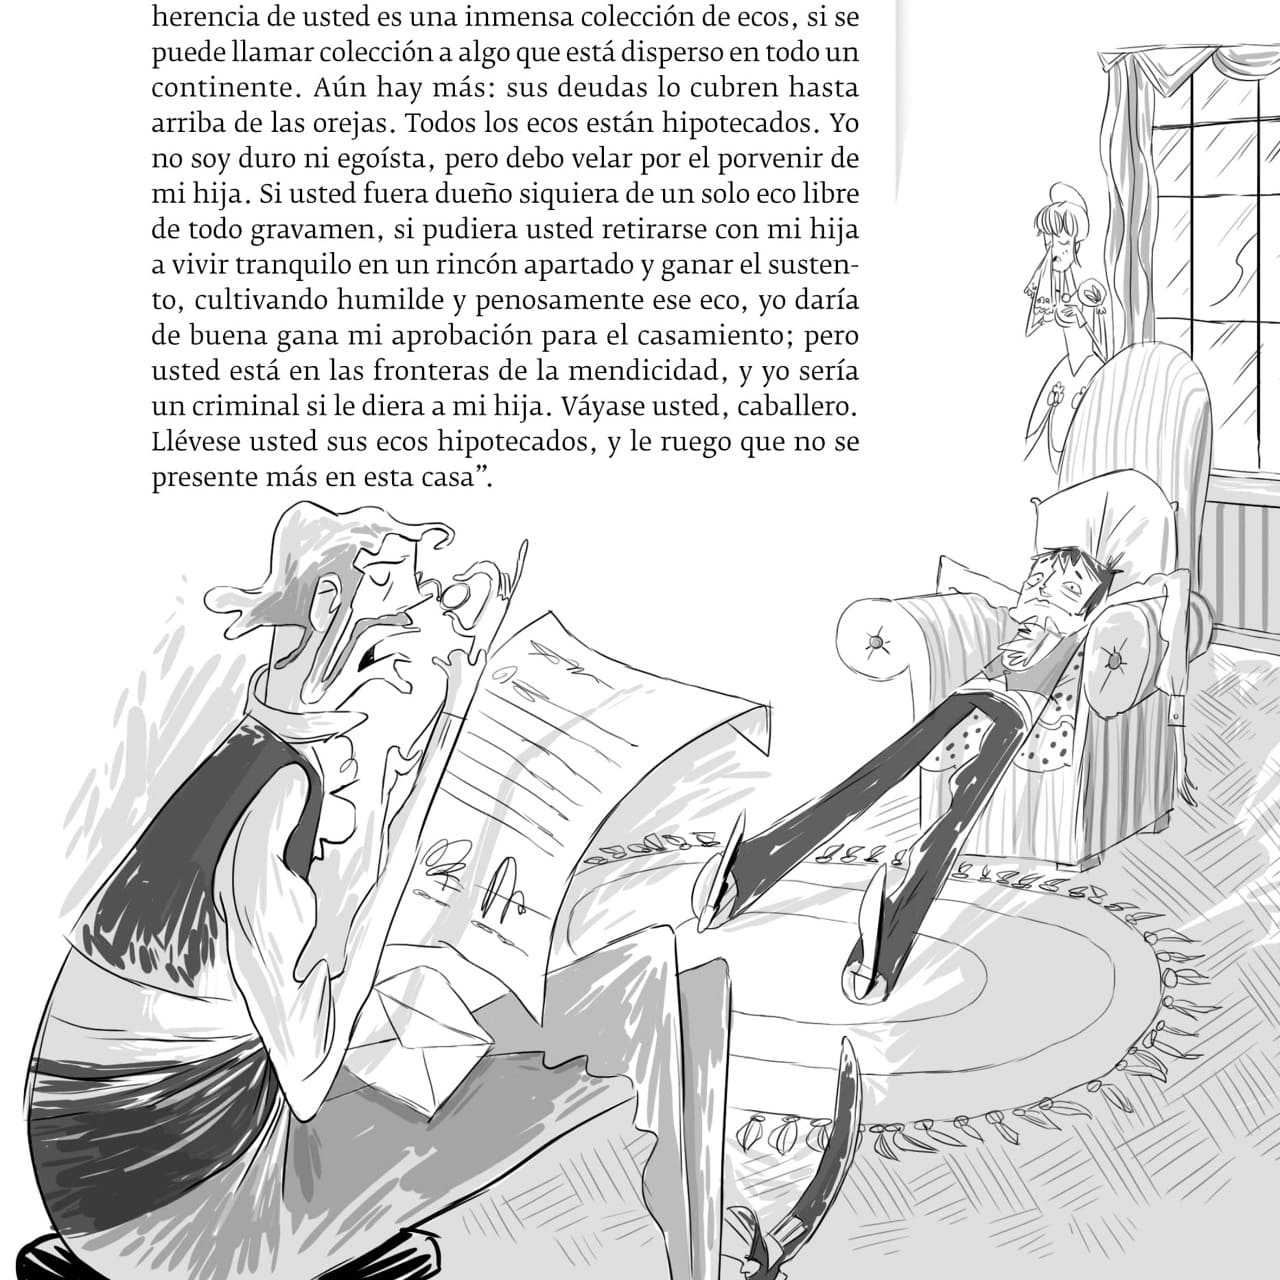 herencia de usted es una inmensa colección de ecos, si se
puede llamar colección a algo que está disperso en todo un
continente. Aún hay más: sus deudas lo cubren hasta
arriba de las orejas. Todos los ecos están hipotecados. Yo
no soy duro ni egoísta, pero debo velar por el porvenir de
mi hija. Si usted fuera dueño siquiera de un solo eco libre
de todo gravamen, si pudiera usted retirarse con mi hija
a vivir tranquilo en un rincón apartado y ganar el susten-
to, cultivando humilde y penosamente ese eco, yo daría
de buena gana mi aprobación para el casamiento; pero
usted está en las fronteras de la mendicidad, y yo sería
un criminal si le diera a mi hija. Váyase usted, caballero.
Llévese usted sus ecos hipotecados, y le ruego que no se
presente más en esta casa”.